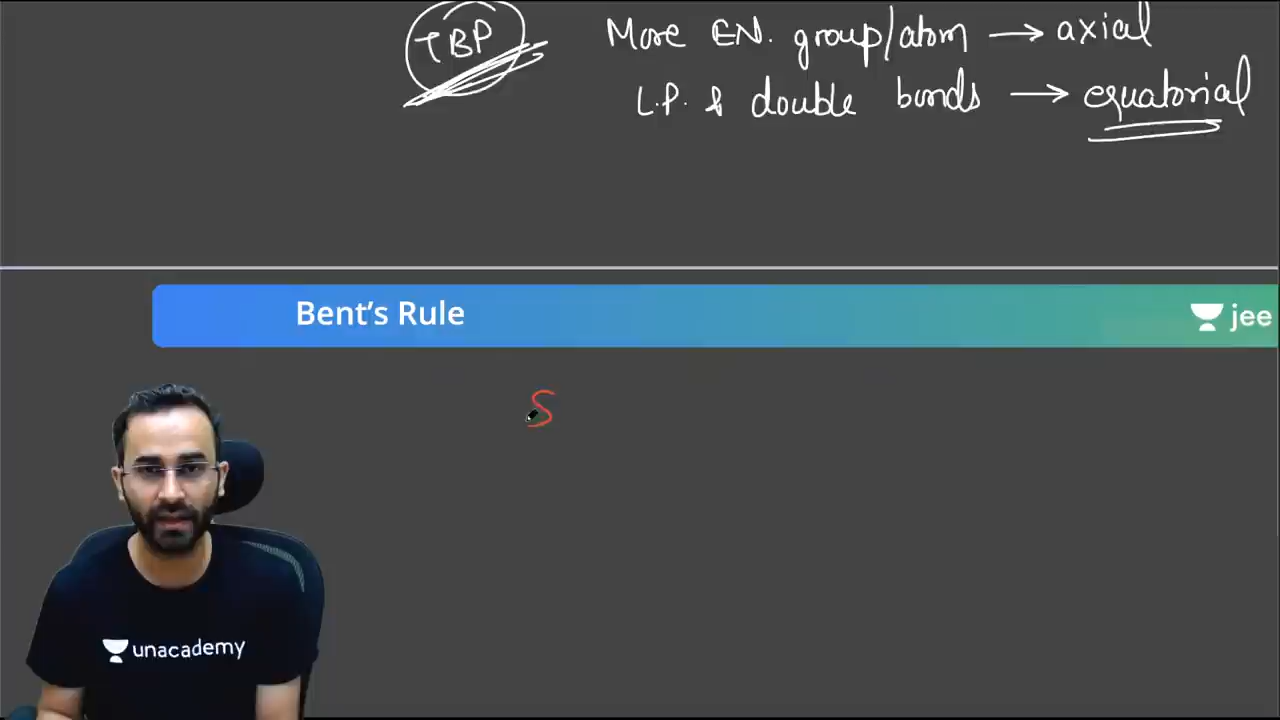 TBP
More EN. group/atom → axial
L.P. & double bonds → equatorial
Bent's Rule
jee
S
unacademy